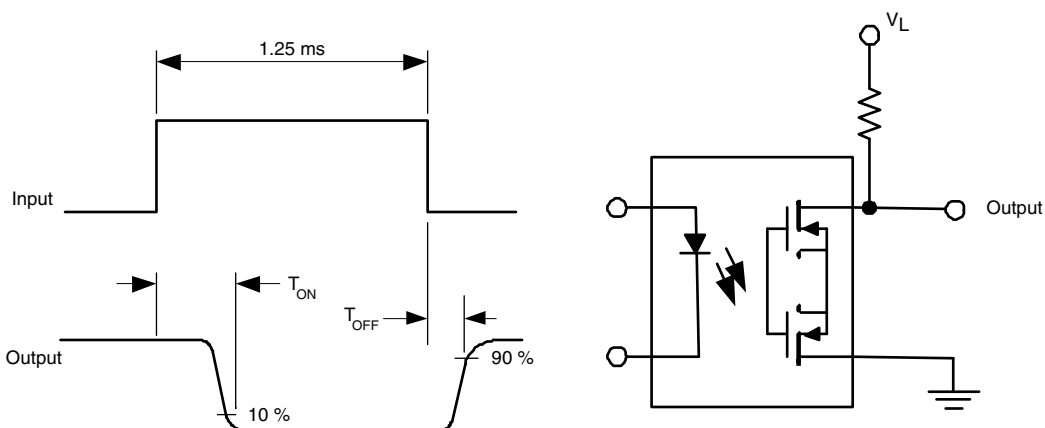 1.25 ms
Input
T_ON
T_OFF
Output
10 %
90 %
V_L
Output